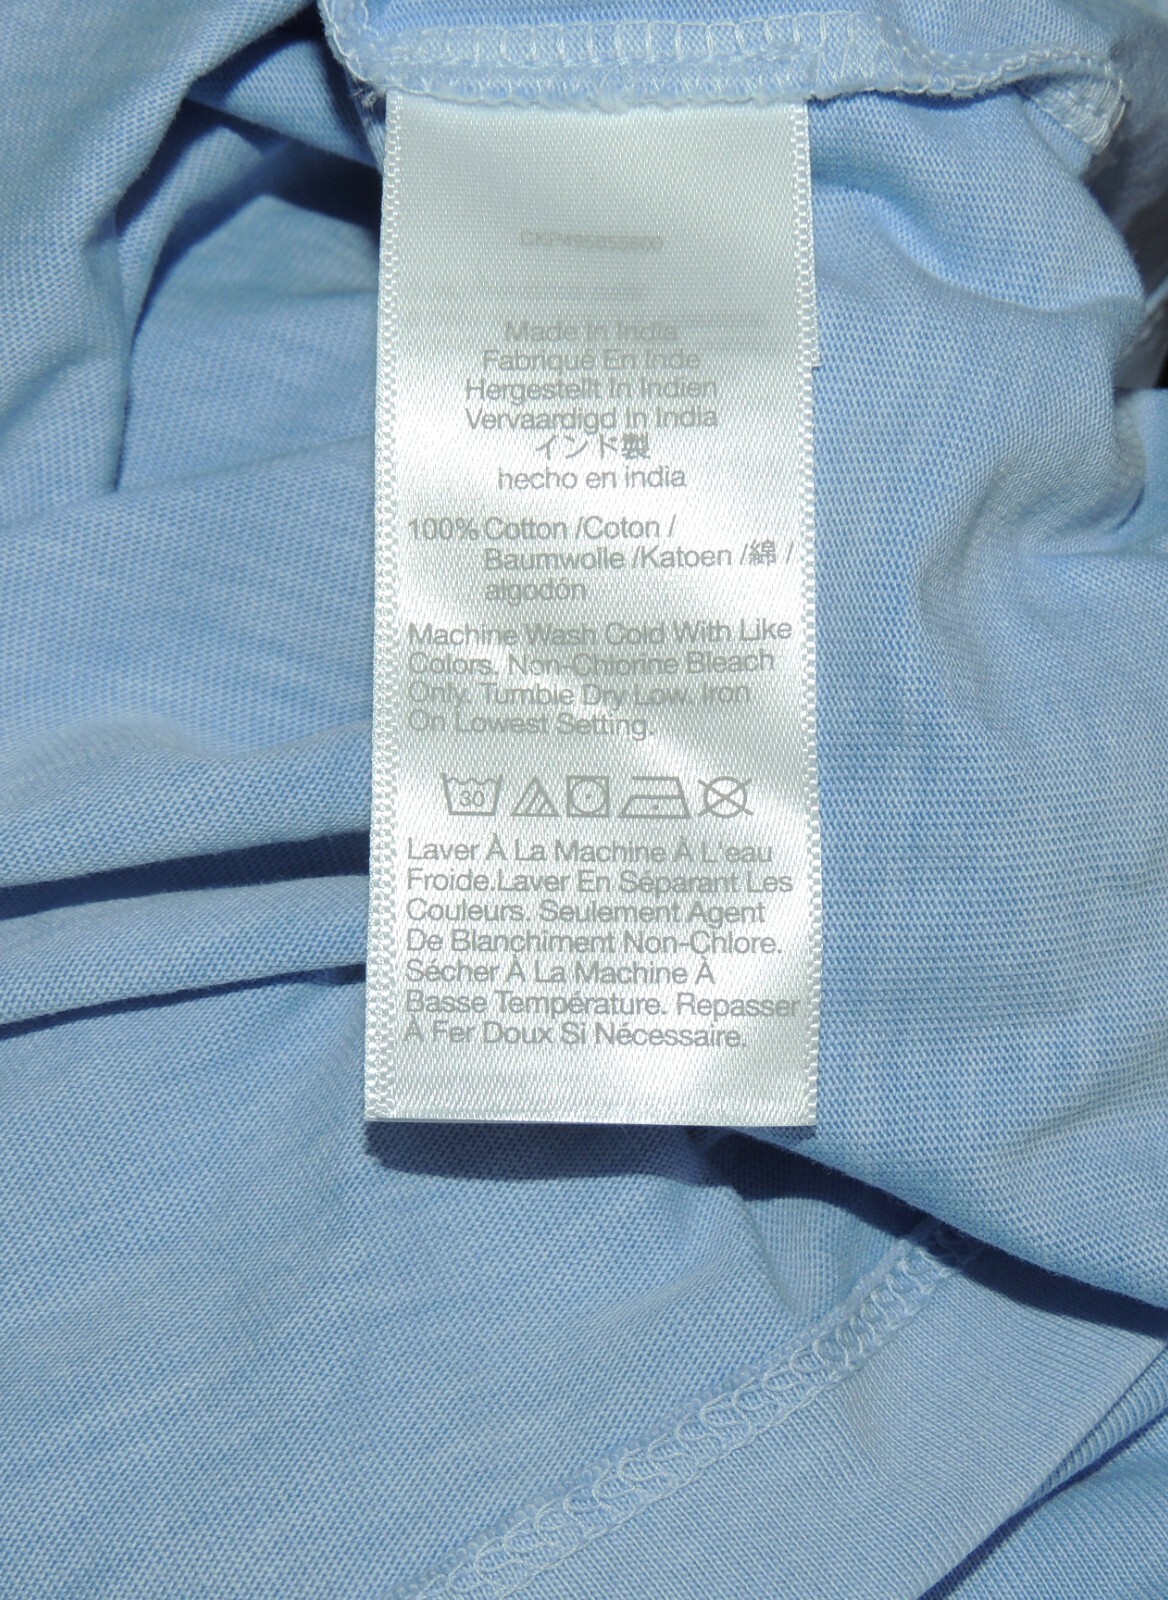 Made In India
Fabriqué En Inde
Hergestellt In Indien
Vervaardigd In India
インド製
hecho en india
100% Cotton /Coton /
Baumwolle /Katoen /綿 /
algodón
Machine Wash Cold With Like
Colors. Non-Chlorine Bleach
Only. Tumble Dry Low. Iron
On Lowest Setting.
30
Laver À La Machine À L'eau
Froide.Laver En Séparant Les
Couleurs. Seulement Agent
De Blanchiment Non-Chlore.
Sécher À La Machine À
Basse Température. Repasser
À Fer Doux Si Nécessaire.